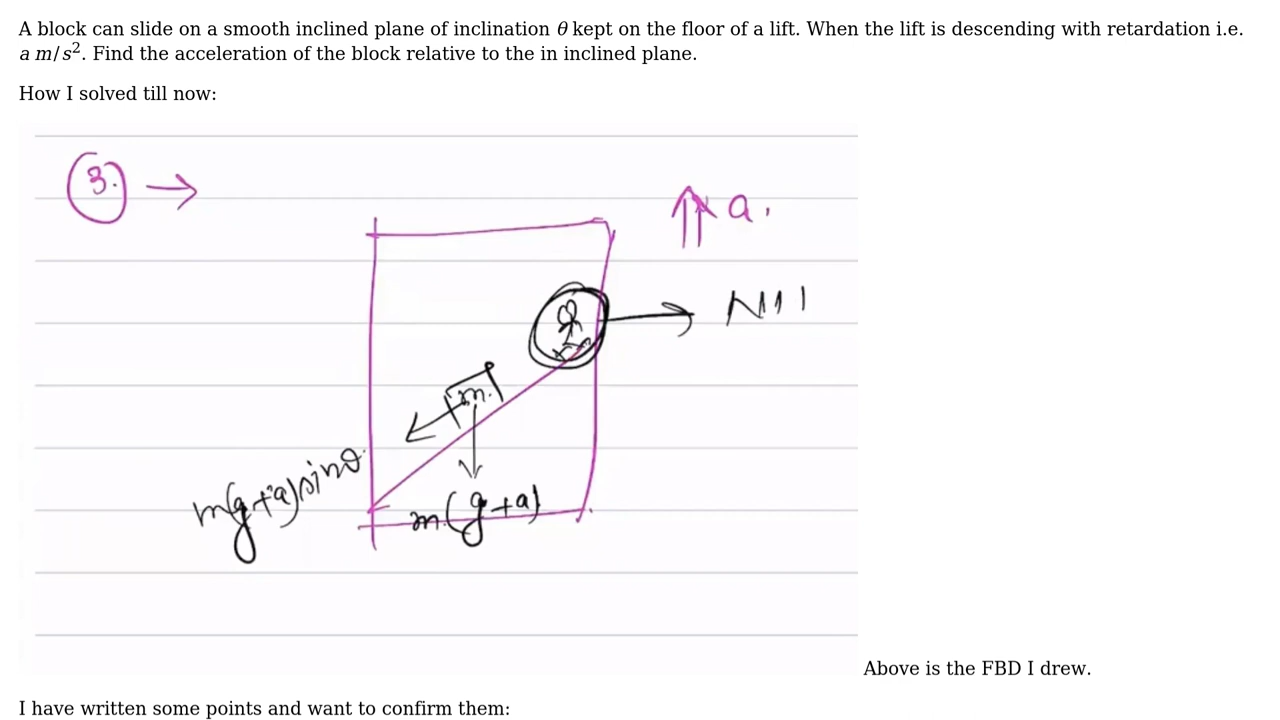 A block can slide on a smooth inclined plane of inclination θ kept on the floor of a lift. When the lift is descending with retardation i.e.
a m/s². Find the acceleration of the block relative to the in inclined plane.
How I solved till now:
3. →
a.
m.
m(g+a)sinθ
m(g+a)
Above is the FBD I drew.
I have written some points and want to confirm them: